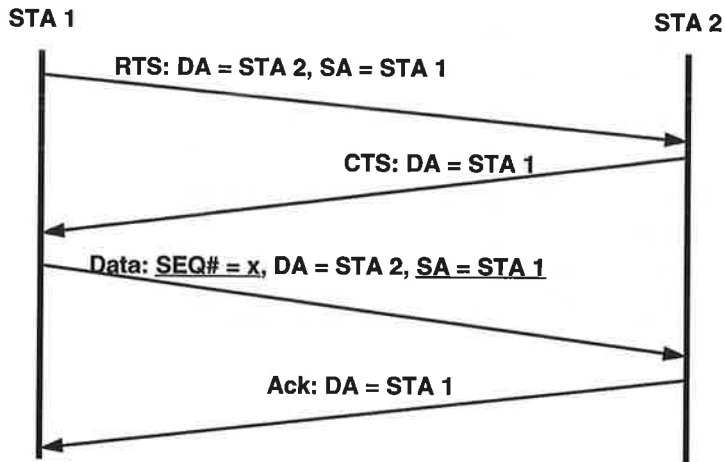 STA 1
STA 2
RTS: DA = STA 2, SA = STA 1
CTS: DA = STA 1
Data: SEQ# = x, DA = STA 2, SA = STA 1
Ack: DA = STA 1